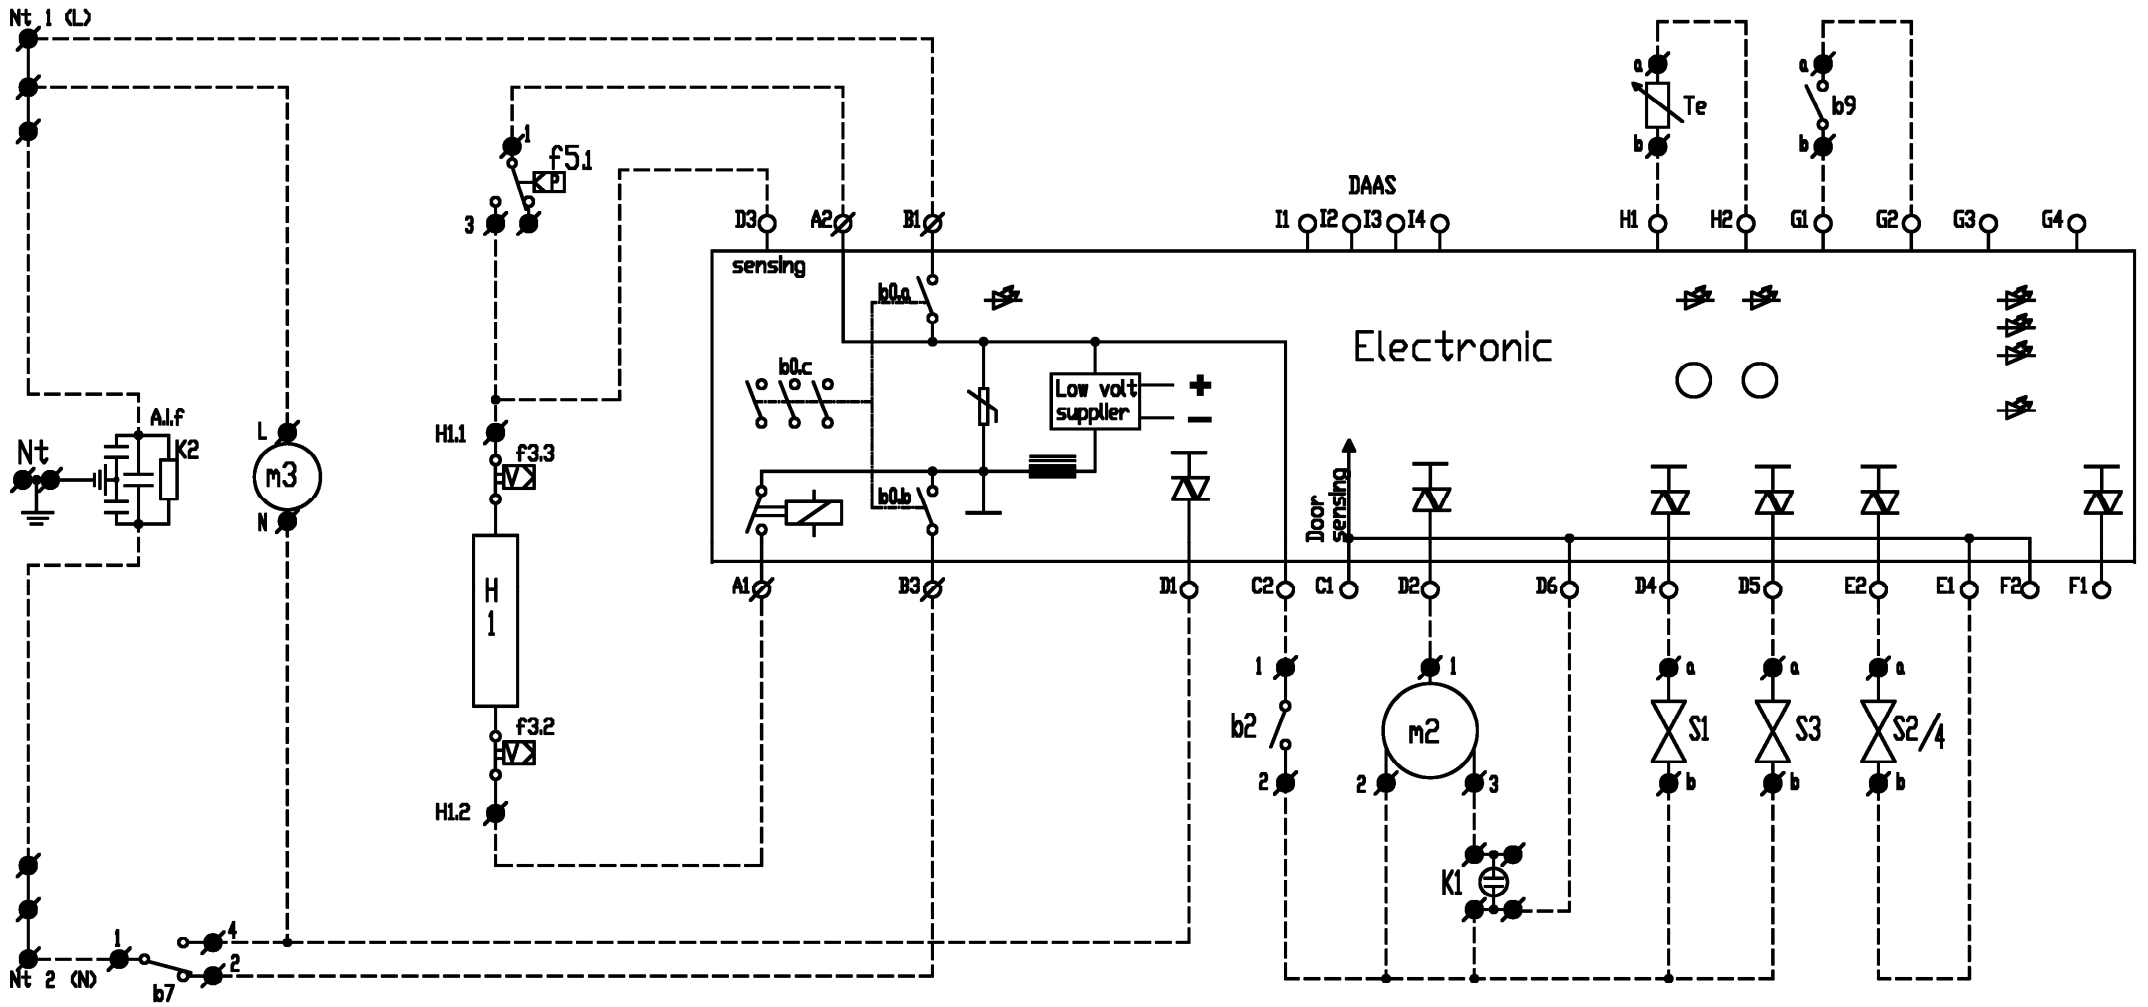 Nt 1 (L)
a
Te
b
a
b9
b
1
f5.1
P
3
DAAS
D3
A2
B1
I1
I2
I3
I4
H1
H2
G1
G2
G3
G4
sensing
b0.a
Electronic
b0.c
Low volt
supplier
+
−
A.i.f
K2
Nt
L
m3
N
H1.1
f3.3
V
b0.b
Door
sensing
H
1
A1
B3
D1
C2
C1
D2
D6
D4
D5
E2
E1
F2
F1
f3.2
V
H1.2
1
b2
2
1
m2
2
3
K1
a
S1
b
a
S3
b
a
S2/4
b
4
1
2
Nt 2 (N)
b7